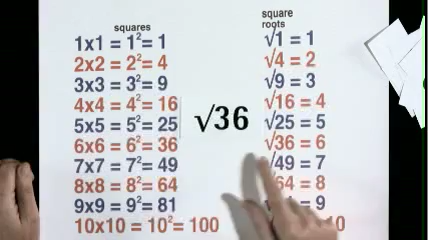 squares
1x1 = 1²= 1
2x2 = 2²= 4
3x3 = 3²= 9
4x4 = 4²= 16
5x5 = 5²= 25
6x6 = 6²= 36
7x7 = 7²= 49
8x8 = 8²= 64
9x9 = 9²= 81
10x10 = 10²= 100
√36
square
roots
√1 = 1
√4 = 2
√9 = 3
√16 = 4
√25 = 5
√36 = 6
√49 = 7
64 = 8
= 9
10